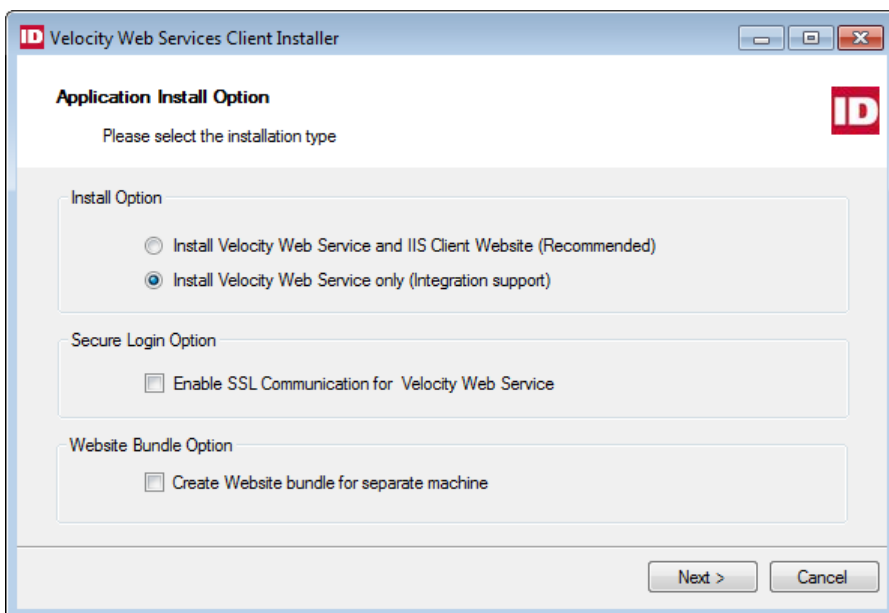 ID Velocity Web Services Client Installer
Application Install Option
Please select the installation type
ID
Install Option
Install Velocity Web Service and IIS Client Website (Recommended)
Install Velocity Web Service only (Integration support)
Secure Login Option
Enable SSL Communication for Velocity Web Service
Website Bundle Option
Create Website bundle for separate machine
Next > Cancel